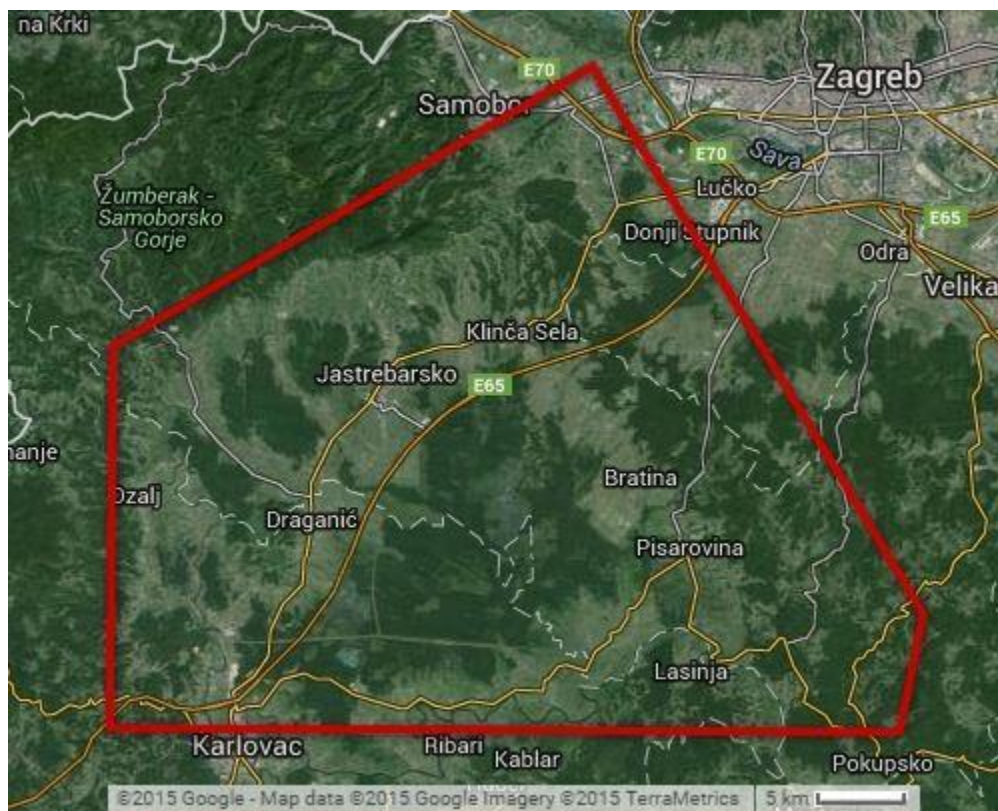 na Krki
E70
Zagreb
Samobor
E70
Sava
Lučko
Žumberak -
Samoborsko
Gorje
E65
Donji Stupnik
Odra
Velika
Klinča Sela
Jastrebarsko
E65
Ozalj
Bratina
Draganić
Pisarovina
Lasinja
Karlovac
Ribari
Kablar
Pokupsko
©2015 Google - Map data ©2015 Google Imagery ©2015 TerraMetrics
5 km